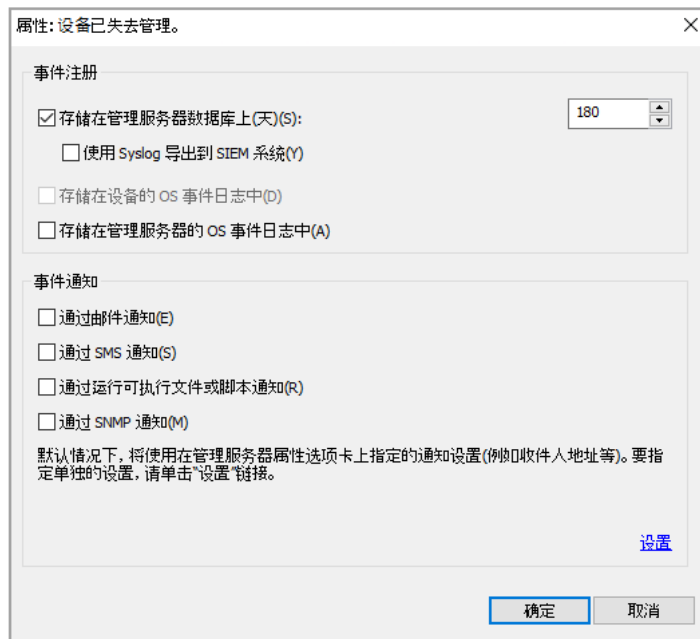 属性: 设备已失去管理。
事件注册
存储在管理服务器数据库上(天)(S):
180
使用 Syslog 导出到 SIEM 系统(Y)
存储在设备的 OS 事件日志中(D)
存储在管理服务器的 OS 事件日志中(A)
事件通知
通过邮件通知(E)
通过 SMS 通知(S)
通过运行可执行文件或脚本通知(R)
通过 SNMP 通知(M)
默认情况下，将使用在管理服务器属性选项卡上指定的通知设置(例如收件人地址等)。要指
定单独的设置，请单击“设置”链接。
设置
确定
取消